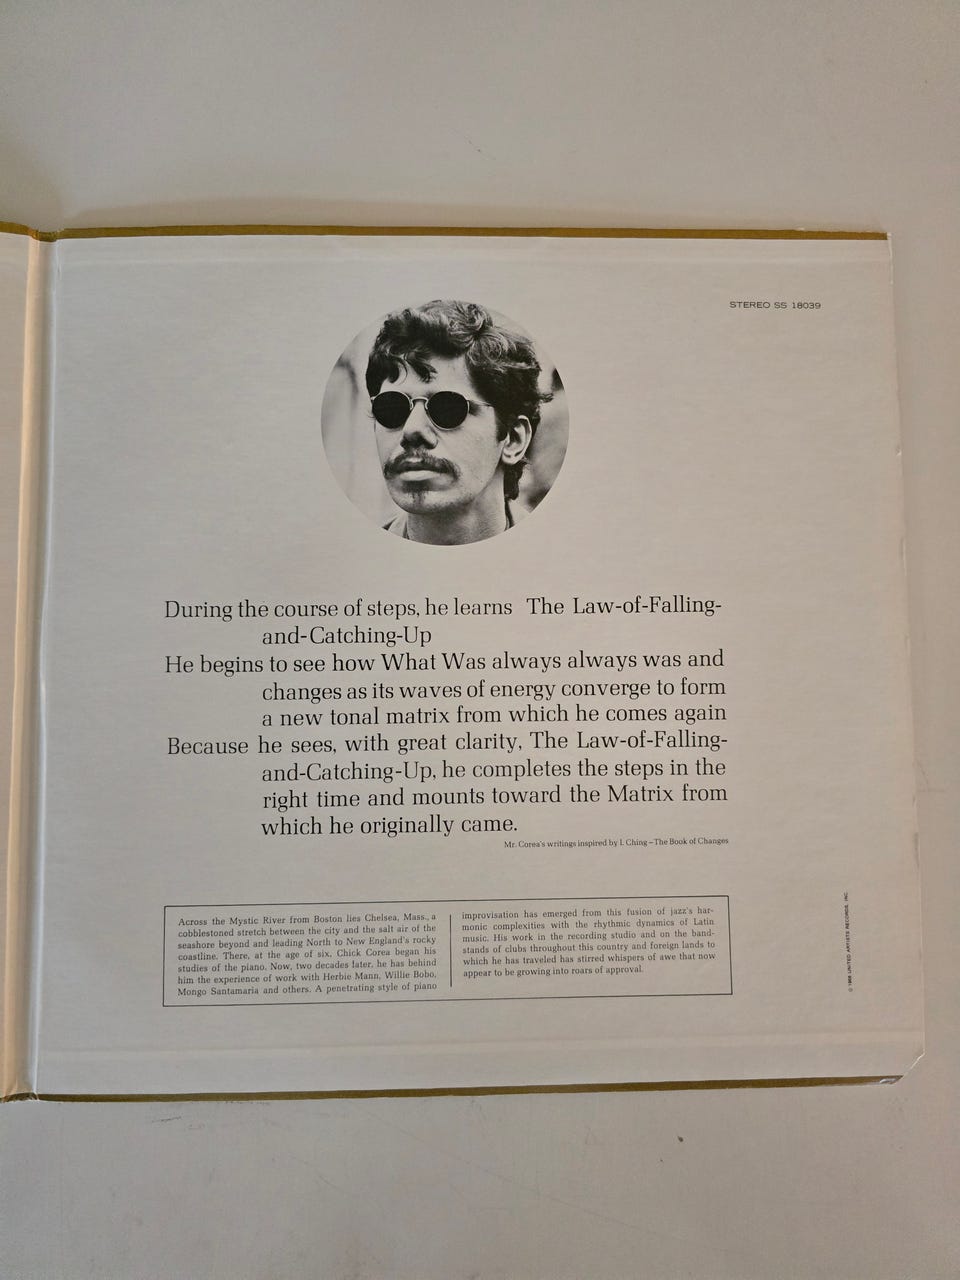 STEREO SS 18039
During the course of steps, he learns The Law-of-Falling-
and-Catching-Up
He begins to see how What Was always always was and
changes as its waves of energy converge to form
a new tonal matrix from which he comes again
Because he sees, with great clarity, The Law-of-Falling-
and-Catching-Up, he completes the steps in the
right time and mounts toward the Matrix from
which he originally came.
Mr. Corea's writings inspired by I. Ching–The Book of Changes
Across the Mystic River from Boston lies Chelsea, Mass., a
cobblestoned stretch between the city and the salt air of the
seashore beyond and leading North to New England's rocky
coastline. There, at the age of six, Chick Corea began his
studies of the piano. Now, two decades later, he has behind
him the experience of work with Herbie Mann, Willie Bobo,
Mongo Santamaria and others. A penetrating style of piano
improvisation has emerged from this fusion of jazz's har-
monic complexities with the rhythmic dynamics of Latin
music. His work in the recording studio and on the band-
stands of clubs throughout this country and foreign lands to
which he has traveled has stirred whispers of awe that now
appear to be growing into roars of approval.
© 1968 UNITED ARTISTS RECORDS, INC.